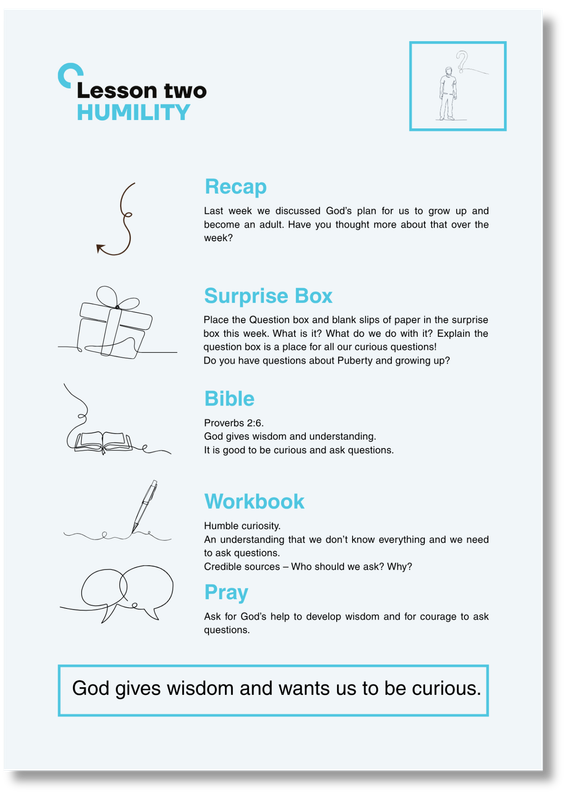 Lesson two
HUMILITY
Recap
Last week we discussed God's plan for us to grow up and
become an adult. Have you thought more about that over the
week?
Surprise Box
Place the Question box and blank slips of paper in the surprise
box this week. What is it? What do we do with it? Explain the
question box is a place for all our curious questions!
Do you have questions about Puberty and growing up?
Bible
Proverbs 2:6.
God gives wisdom and understanding.
It is good to be curious and ask questions.
Workbook
Humble curiosity.
An understanding that we don't know everything and we need
to ask questions.
Credible sources – Who should we ask? Why?
Pray
Ask for God's help to develop wisdom and for courage to ask
questions.
God gives wisdom and wants us to be curious.